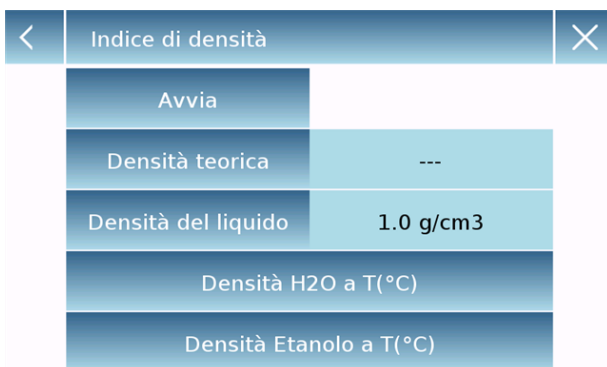 Indice di densità
Avvia
Densità teorica ---
Densità del liquido 1.0 g/cm3
Densità H2O a T(°C)
Densità Etanolo a T(°C)